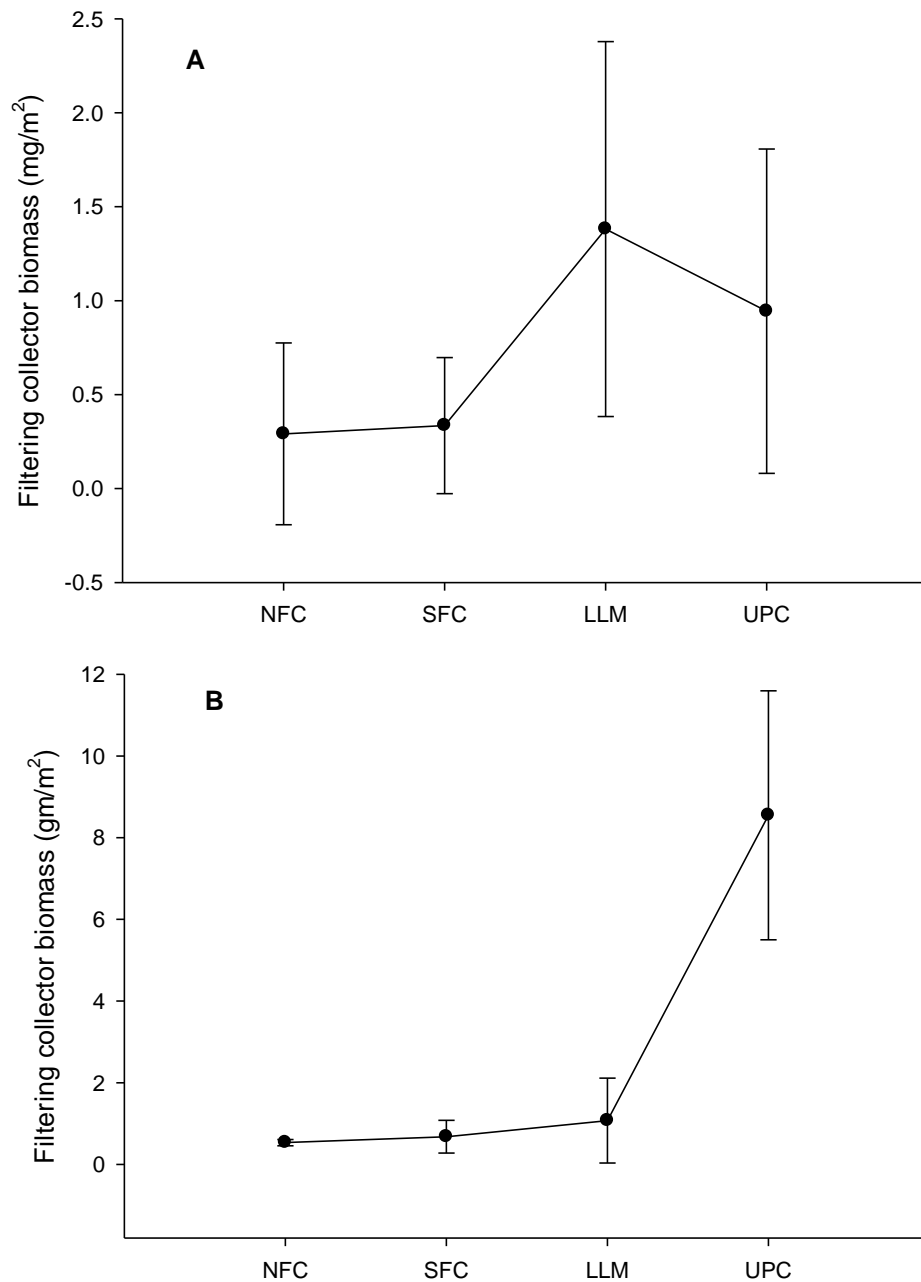 A
Filtering collector biomass (mg/m²)
2.5
2.0
1.5
1.0
0.5
0.0
-0.5
NFC SFC LLM UPC
B
Filtering collector biomass (gm/m²)
12
10
8
6
4
2
0
NFC SFC LLM UPC